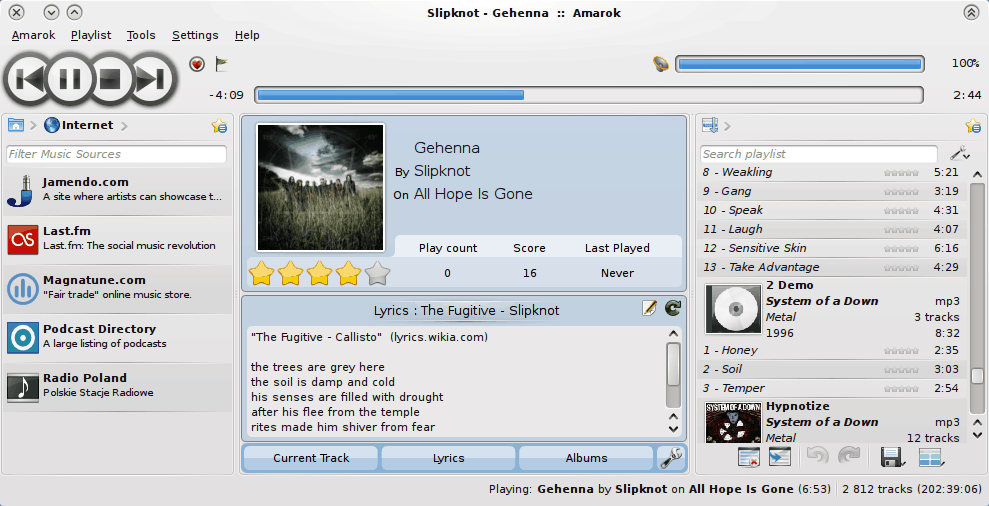 Slipknot - Gehenna :: Amarok
Amarok Playlist Tools Settings Help
100%
-4:09
2:44
Internet
Filter Music Sources
Jamendo.com
A site where artists can showcase t...
Last.fm
Last.fm: The social music revolution
Magnatune.com
"Fair trade" online music store.
Podcast Directory
A large listing of podcasts
Radio Poland
Polskie Stacje Radiowe
Gehenna
By Slipknot
On All Hope Is Gone
Play count Score Last Played
0 16 Never
Lyrics : The Fugitive - Slipknot
"The Fugitive - Callisto" (lyrics.wikia.com)
the trees are grey here
the soil is damp and cold
his senses are filled with drought
after his flee from the temple
rites made him shiver from fear
Current Track Lyrics Albums
Search playlist
8 - Weakling 5:21
9 - Gang 3:19
10 - Speak 4:31
11 - Laugh 4:07
12 - Sensitive Skin 6:16
13 - Take Advantage 4:29
2 Demo
System of a Down mp3
Metal 3 tracks
1996 8:32
1 - Honey 2:35
2 - Soil 3:03
3 - Temper 2:54
SYSTEM OF A DOWN
Hypnotize
System of a Down mp3
Metal 12 tracks
Playing: Gehenna by Slipknot on All Hope Is Gone (6:53) 2 812 tracks (202:39:06)